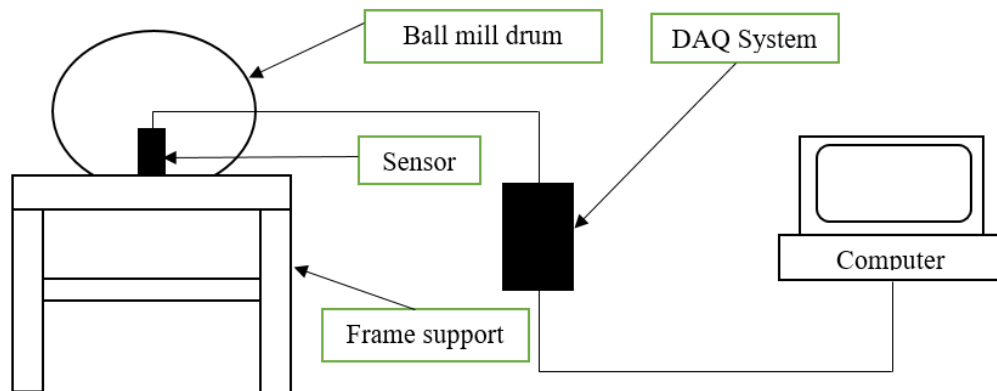 Ball mill drum
DAQ System
Sensor
Computer
Frame support